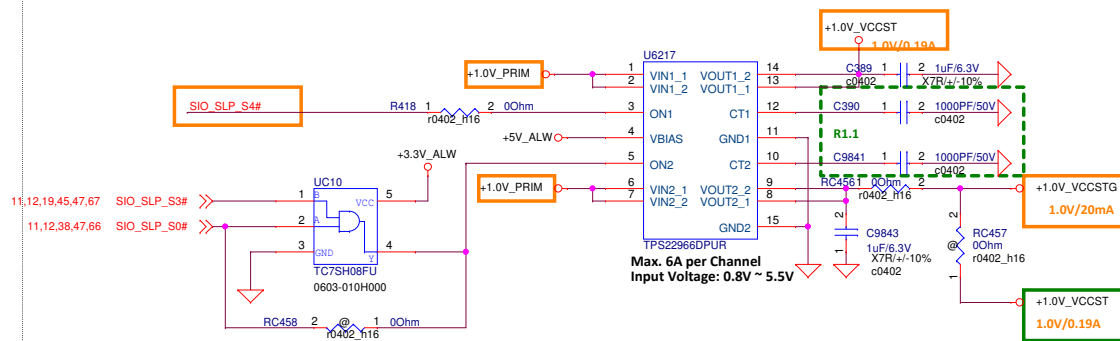 +1.0V_VCCST
1.0V/0.19A
U6217
+1.0V_PRIM
1 VIN1_1 VOUT1_2 14 C389 1 2 1uF/6.3V
2 VIN1_2 VOUT1_1 13 c0402 X7R/+/-10%
SIO_SLP_S4# R418 1 2 0Ohm 3 ON1 CT1 12 C390 1 2 1000PF/50V
r0402_h16 c0402
+5V_ALW 4 VBIAS GND1 11 R1.1
+3.3V_ALW 5 ON2 CT2 10 C9841 1 2 1000PF/50V
c0402
UC10
+1.0V_PRIM 6 VIN2_1 VOUT2_2 9 RC456 1 0Ohm 2 +1.0V_VCCSTG
7 VIN2_2 VOUT2_1 8 r0402_h16 1.0V/20mA
11,12,19,45,47,67 SIO_SLP_S3# 1 B VCC 5
11,12,38,47,66 SIO_SLP_S0# 2 A
GND2 15
3 GND Y 4
TPS22966DPUR
TC7SH08FU
0603-010H000
Max. 6A per Channel
Input Voltage: 0.8V ~ 5.5V
2 C9843
1 1uF/6.3V
X7R/+/-10%
c0402
2 RC457
@ 0Ohm
r0402_h16
1
+1.0V_VCCST
1.0V/0.19A
RC458 2 @ 1 0Ohm
r0402_h16